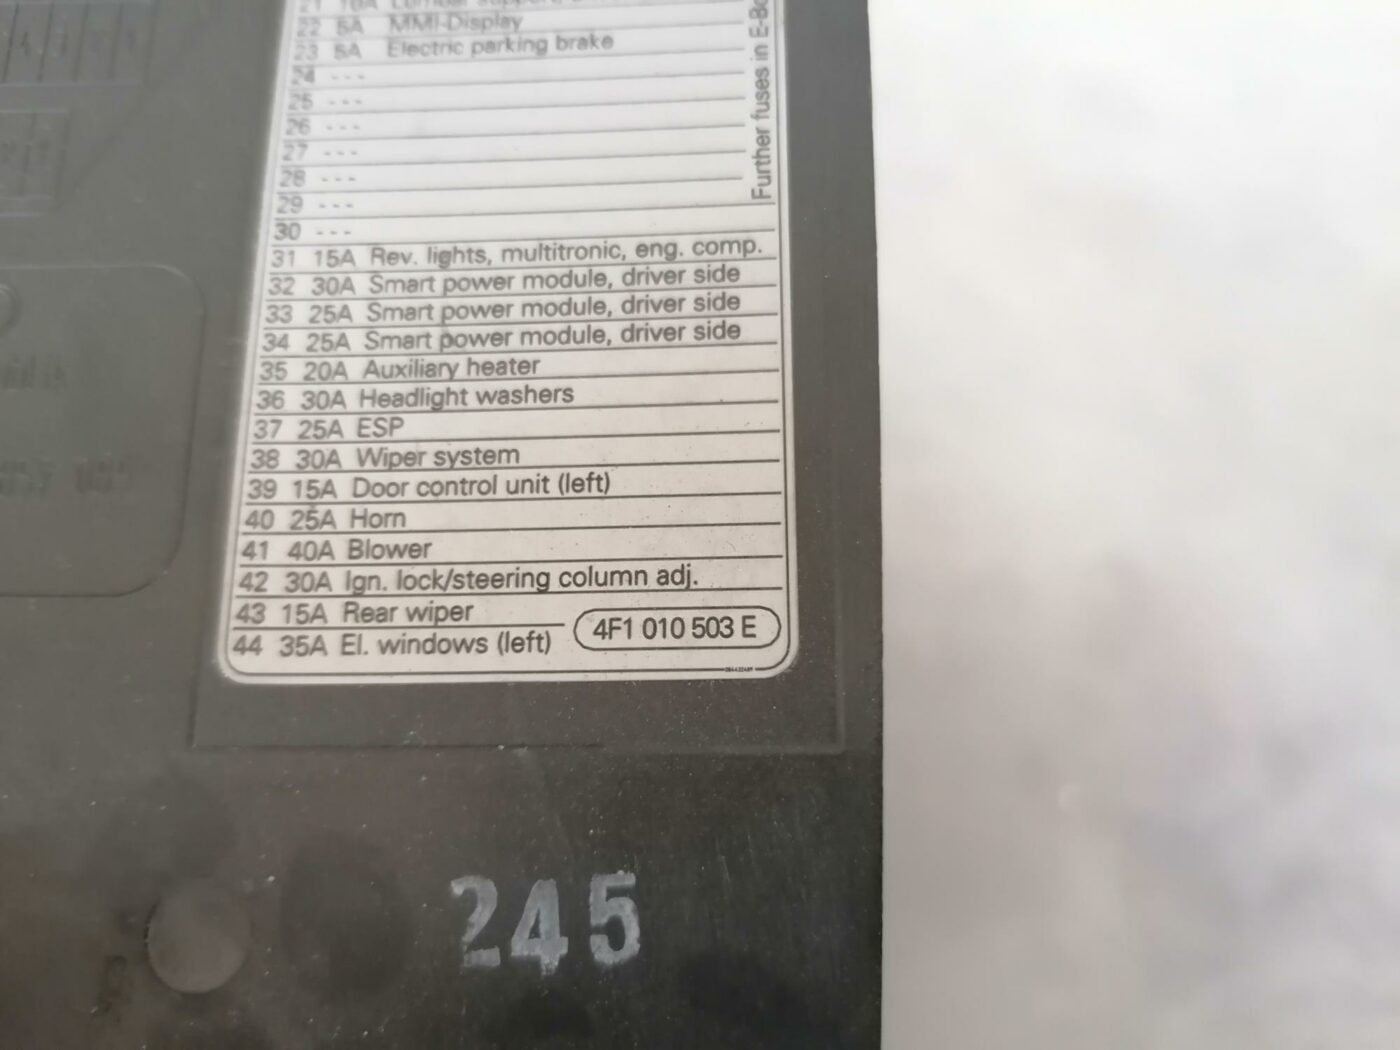 21 10A Lumbar support,
22 5A MMI-Display
23 5A Electric parking brake
24 - - -
25 - - -
26 - - -
27 - - -
28 - - -
29 - - -
30 - - -
31 15A Rev. lights, multitronic, eng. comp.
32 30A Smart power module, driver side
33 25A Smart power module, driver side
34 25A Smart power module, driver side
35 20A Auxiliary heater
36 30A Headlight washers
37 25A ESP
38 30A Wiper system
39 15A Door control unit (left)
40 25A Horn
41 40A Blower
42 30A Ign. lock/steering column adj.
43 15A Rear wiper
44 35A El. windows (left)
4F1 010 503 E
Further fuses in
245